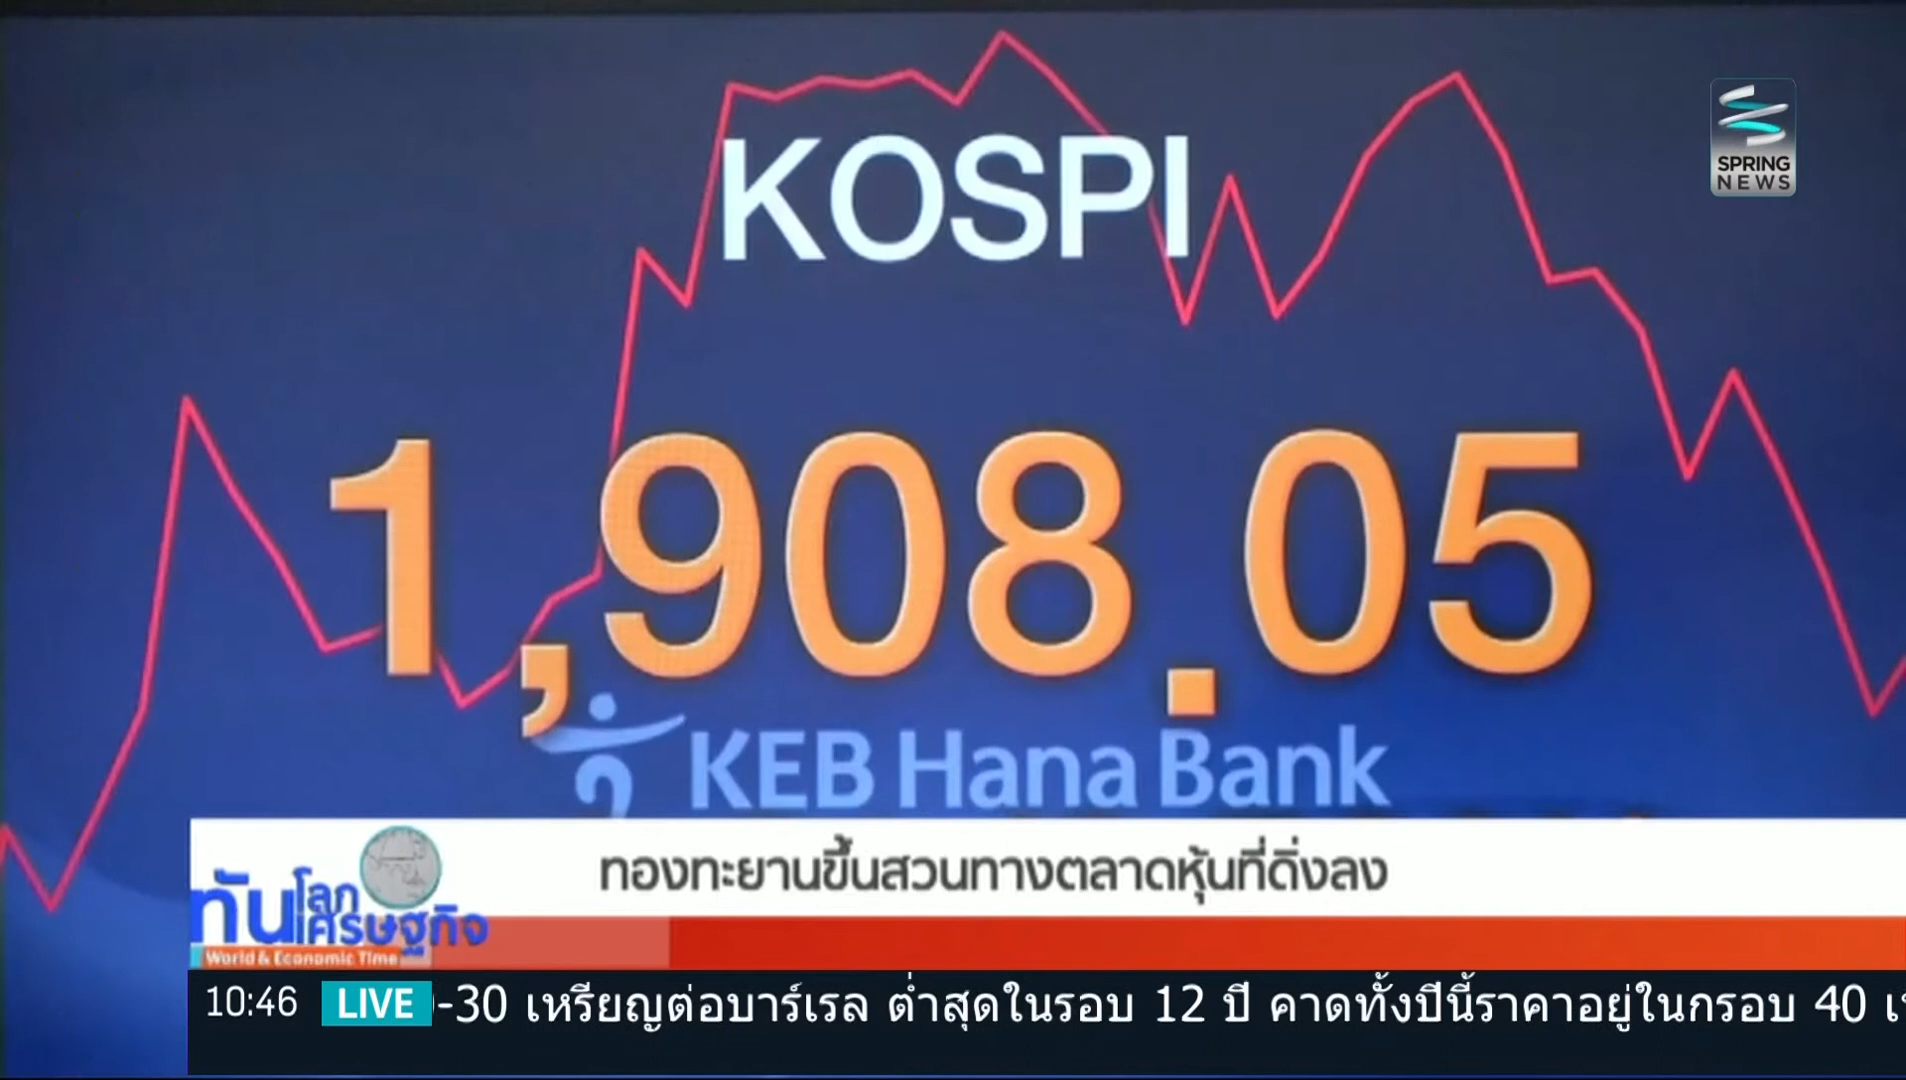 KOSPI
SPRING
NEWS
1,908.05
KEB Hana Bank
ทองทะยานขึ้นสวนทางตลาดหุ้นที่ดิ่งลง
ทันโลก
เศรษฐกิจ
World & Economic Time
10:46 LIVE -30 เหรียญต่อบาร์เรล ต่ำสุดในรอบ 12 ปี คาดทั้งปีนี้ราคาอยู่ในกรอบ 40